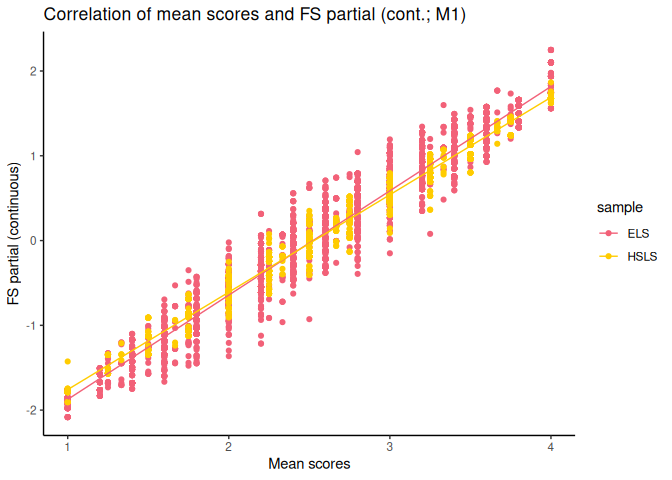 Correlation of mean scores and FS partial (cont.; M1)
FS partial (continuous)
2
1
0
-1
-2
1
2
3
4
Mean scores
sample
ELS
HSLS